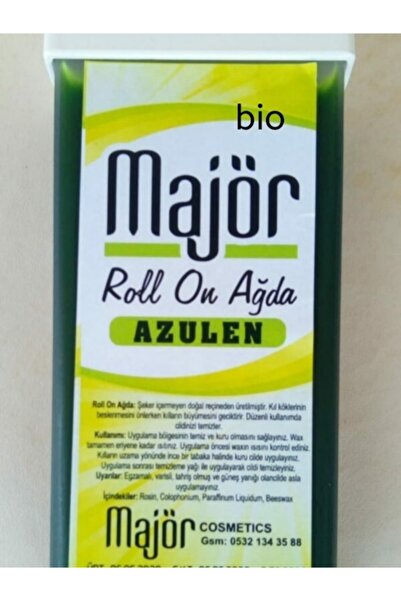 bio
Majör
Roll On Ağda
AZULEN
Roll On Ağda: Şeker içermeyen doğal reçineden üretilmiştir. Kıl köklerinin
beslenmesini önlerken kılların büyümesini geciktirir. Düzenli kullanımda
cildinizi temizler.
Kullanımı: Uygulama bölgesinin temiz ve kuru olmasını sağlayınız. Wax
tamamen eriyene kadar ısıtınız. Uygulama öncesi waxın ısısını kontrol ediniz.
Kılların uzama yönünde ince bir tabaka halinde kuru cilde uygulayınız.
Uygulama sonrası temizleme yağı ile uygulayarak cildi temizleyiniz.
Uyarılar: Egzamalı, varisli, tahriş olmuş ve güneş yanığı olan cilde asla
uygulamayınız.
İçindekiler: Rosin, Colophonium, Paraffinum Liquidum, Beeswax
Majör COSMETICS
Gsm: 0532 134 35 88